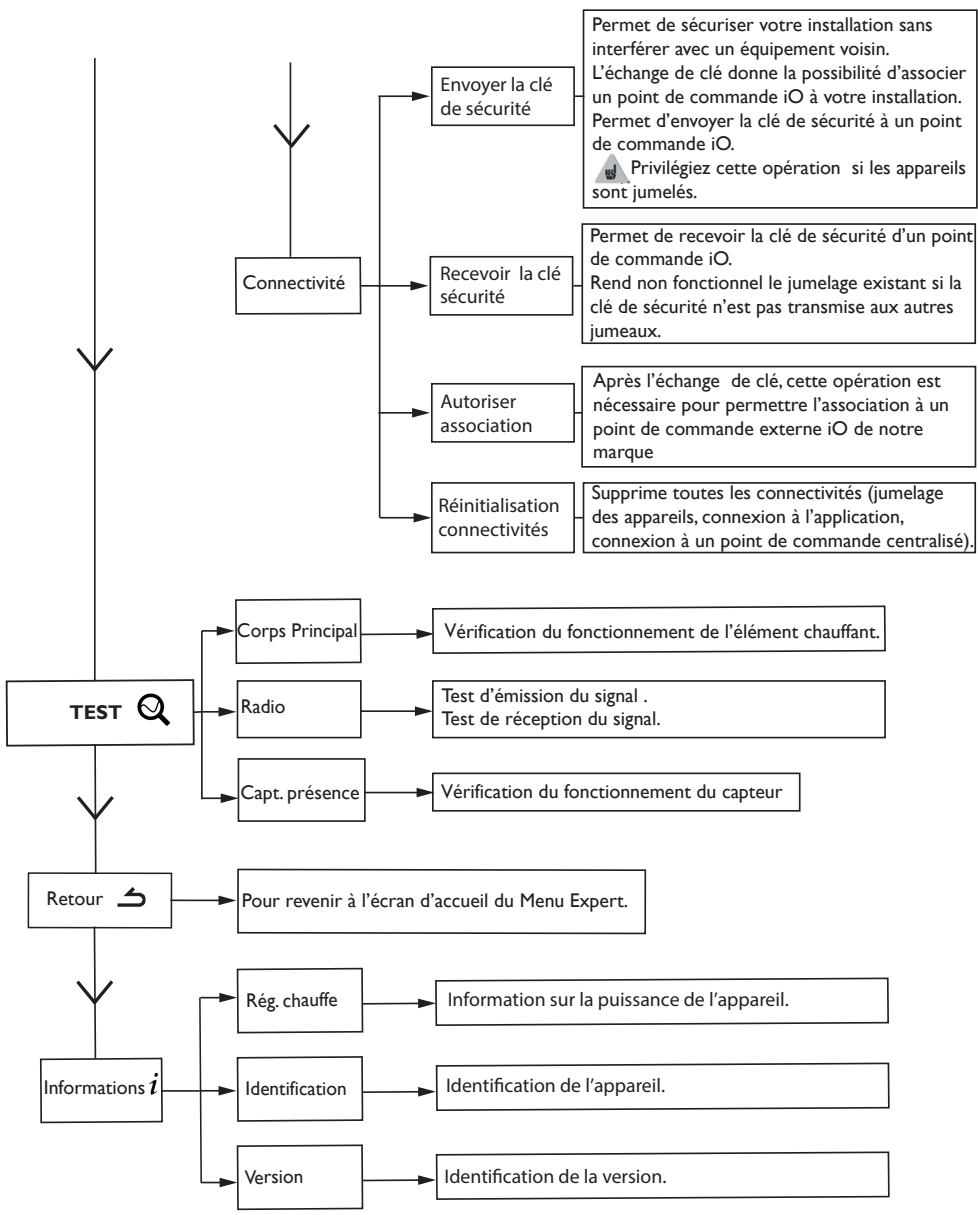 Envoyer la clé
de sécurité
Permet de sécuriser votre installation sans
interférer avec un équipement voisin.
L'échange de clé donne la possibilité d'associer
un point de commande iO à votre installation.
Permet d'envoyer la clé de sécurité à un point
de commande iO.
Privilégiez cette opération si les appareils
sont jumelés.
Connectivité
Recevoir la clé
sécurité
Permet de recevoir la clé de sécurité d'un point
de commande iO.
Rend non fonctionnel le jumelage existant si la
clé de sécurité n'est pas transmise aux autres
jumeaux.
Autoriser
association
Après l'échange de clé, cette opération est
nécessaire pour permettre l'association à un
point de commande externe iO de notre
marque
Réinitialisation
connectivités
Supprime toutes les connectivités (jumelage
des appareils, connexion à l'application,
connexion à un point de commande centralisé).
Corps Principal
Vérification du fonctionnement de l'élément chauffant.
TEST
Radio
Test d'émission du signal .
Test de réception du signal.
Capt. présence
Vérification du fonctionnement du capteur
Retour
Pour revenir à l'écran d'accueil du Menu Expert.
Rég. chauffe
Information sur la puissance de l'appareil.
Informations i
Identification
Identification de l'appareil.
Version
Identification de la version.